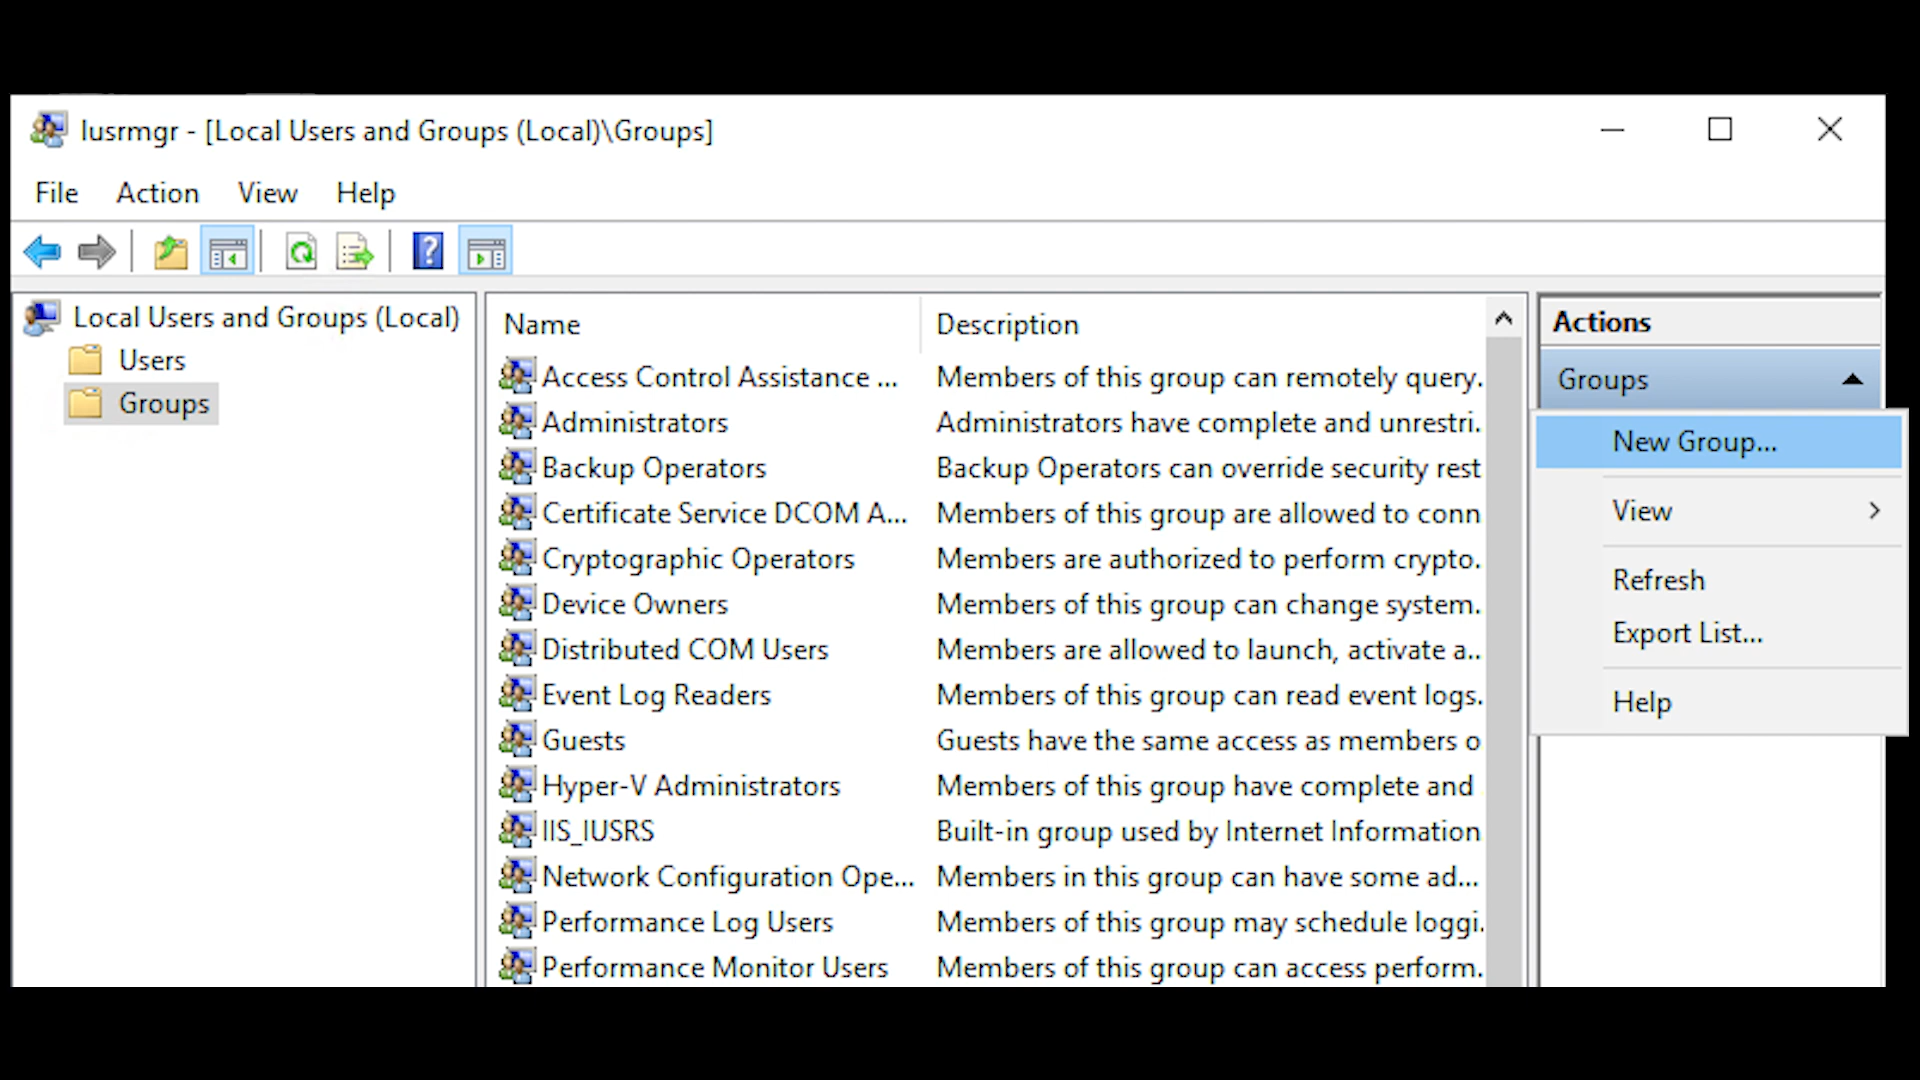 lusrmgr - [Local Users and Groups (Local)\Groups]
File Action View Help
Local Users and Groups (Local)
Users
Groups
Name Description
Access Control Assistance ... Members of this group can remotely query.
Administrators Administrators have complete and unrestri.
Backup Operators Backup Operators can override security rest
Certificate Service DCOM A... Members of this group are allowed to conn
Cryptographic Operators Members are authorized to perform crypto.
Device Owners Members of this group can change system.
Distributed COM Users Members are allowed to launch, activate a..
Event Log Readers Members of this group can read event logs.
Guests Guests have the same access as members o
Hyper-V Administrators Members of this group have complete and
IIS_IUSRS Built-in group used by Internet Information
Network Configuration Ope... Members in this group can have some ad...
Performance Log Users Members of this group may schedule loggi.
Performance Monitor Users Members of this group can access perform.
Actions
Groups
New Group...
View
Refresh
Export List...
Help